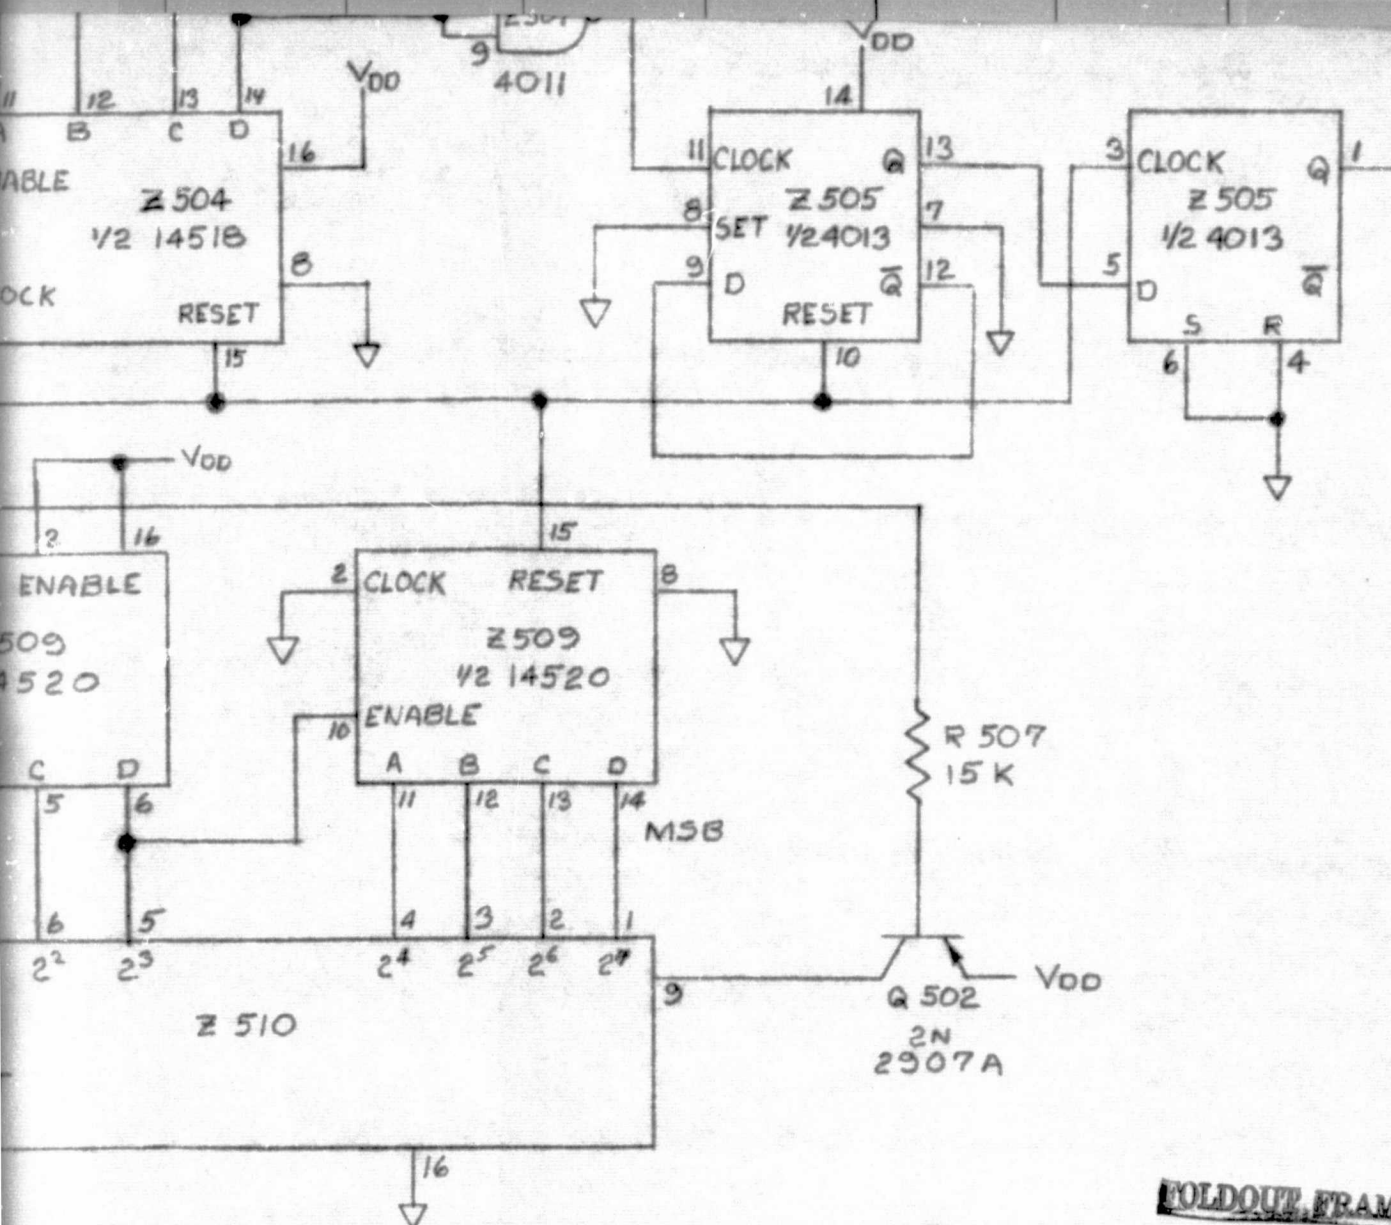 9
4011
VDD
VDD
11 12 13 14
B C D
16
Z 504
1/2 14518
8
RESET
15
14
11 CLOCK Q 13
Z 505
8 SET 1/2 4013 7
9 D Q̅ 12
RESET
10
3 CLOCK Q 1
Z 505
1/2 4013
5 D Q̅
S R
6 4
VDD
2 16
ENABLE
509
4520
C D
5 6
15
2 CLOCK RESET 8
Z 509
1/2 14520
10 ENABLE
A B C D
11 12 13 14
MSB
R 507
15 K
6 5 4 3 2 1
2² 2³ 2⁴ 2⁵ 2⁶ 2⁷
9
Z 510
16
VDD
Q 502
2N
2907A
FOLDOUT